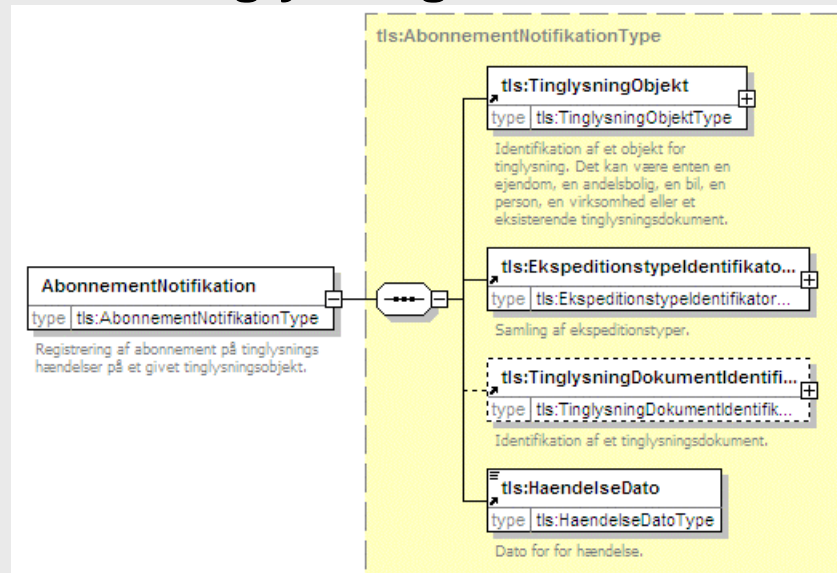 tls:AbonnementNotifikationType
tls:TinglysningObjekt
type tls:TinglysningObjektType
Identifikation af et objekt for
tinglysning. Det kan være enten en
ejendom, en andelsbolig, en bil, en
person, en virksomhed eller et
eksisterende tinglysningsdokument.
tls:EkspeditionstypeIdentifikato...
type tls:EkspeditionstypeIdentifikator...
Samling af ekspeditionstyper.
AbonnementNotifikation
type tls:AbonnementNotifikationType
Registrering af abonnement på tinglysnings
hændelser på et givet tinglysningsobjekt.
tls:TinglysningDokumentIdentifi...
type tls:TinglysningDokumentIdentifik...
Identifikation af et tinglysningsdokument.
tls:HaendelseDato
type tls:HaendelseDatoType
Dato for for hændelse.